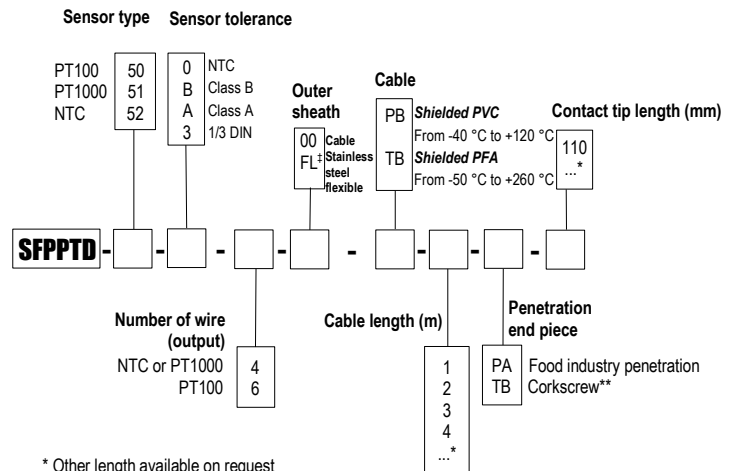 Sensor type Sensor tolerance
PT100 50
PT1000 51
NTC 52
0 NTC
B Class B
A Class A
3 1/3 DIN
Outer
sheath
00 Cable
FL‡ Stainless
steel
flexible
Cable
PB Shielded PVC
From -40 °C to +120 °C
TB Shielded PFA
From -50 °C to +260 °C
Contact tip length (mm)
110
...*
SFPPTD - - - - - - - -
Number of wire
(output)
NTC or PT1000 4
PT100 6
Cable length (m)
1
2
3
4
...*
Penetration
end piece
PA Food industry penetration
TB Corkscrew**
* Other length available on request